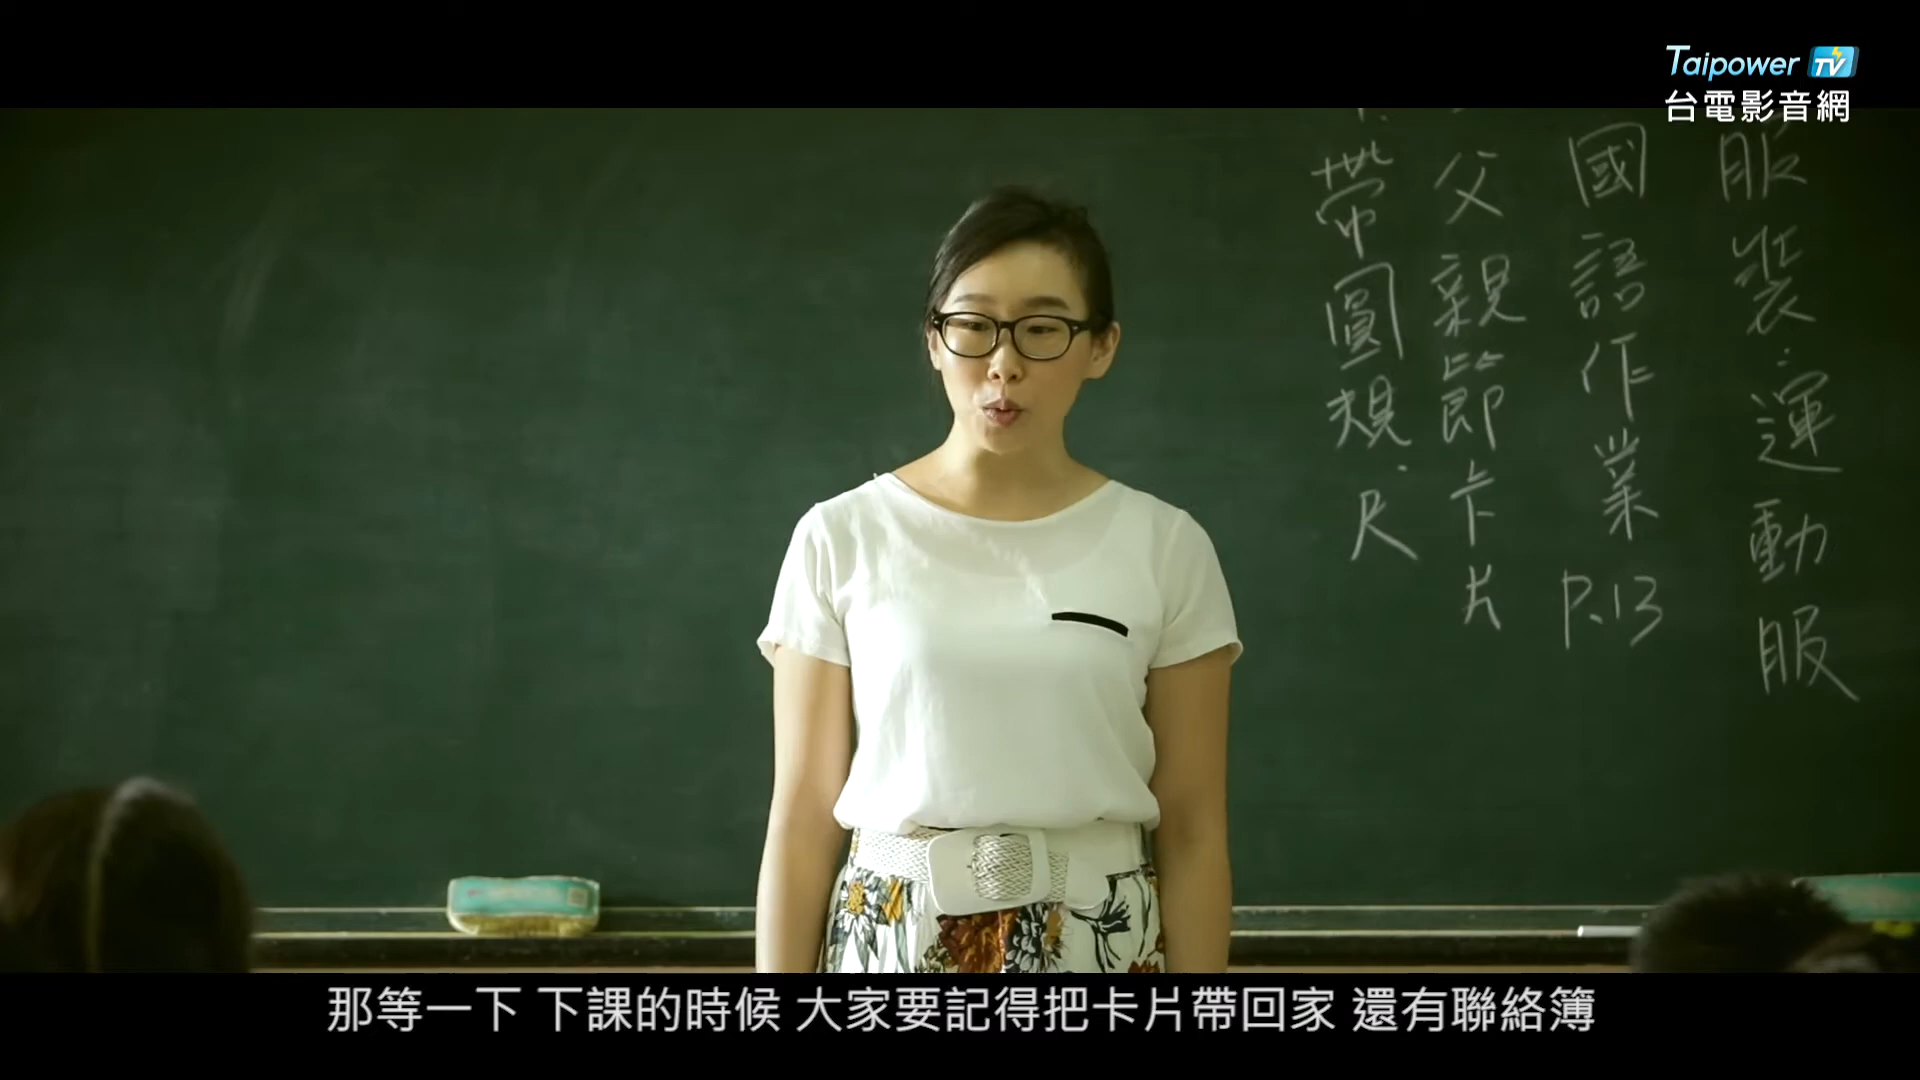 Taipower TV
台電影音網
服裝:運動服
國語作業 P.13
父親節卡片
帶圓規.尺
那等一下 下課的時候 大家要記得把卡片帶回家 還有聯絡簿